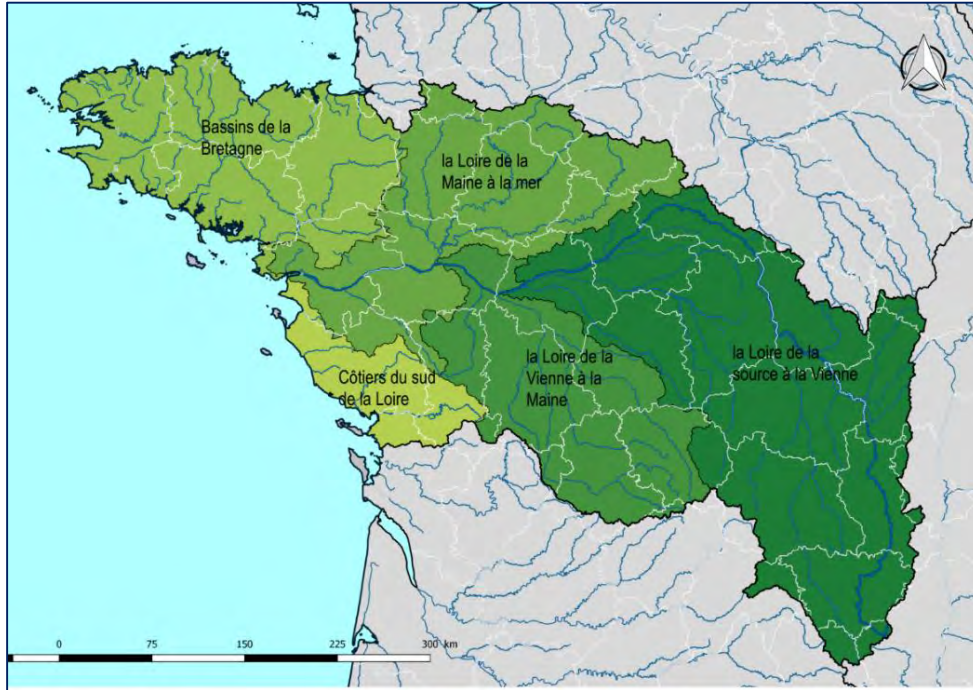 Bassins de la
Bretagne
la Loire de la
Maine à la mer
la Loire de la
Vienne à la
Maine
la Loire de la
source à la Vienne
Côtiers du sud
de la Loire
0 75 150 225 300 km